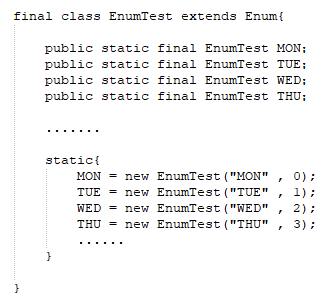 final class EnumTest extends Enum{
public static final EnumTest MON;
public static final EnumTest TUE;
public static final EnumTest WED;
public static final EnumTest THU;
.......
static{
MON = new EnumTest("MON" , 0);
TUE = new EnumTest("TUE" , 1);
WED = new EnumTest("WED" , 2);
THU = new EnumTest("THU" , 3);
......
}
}